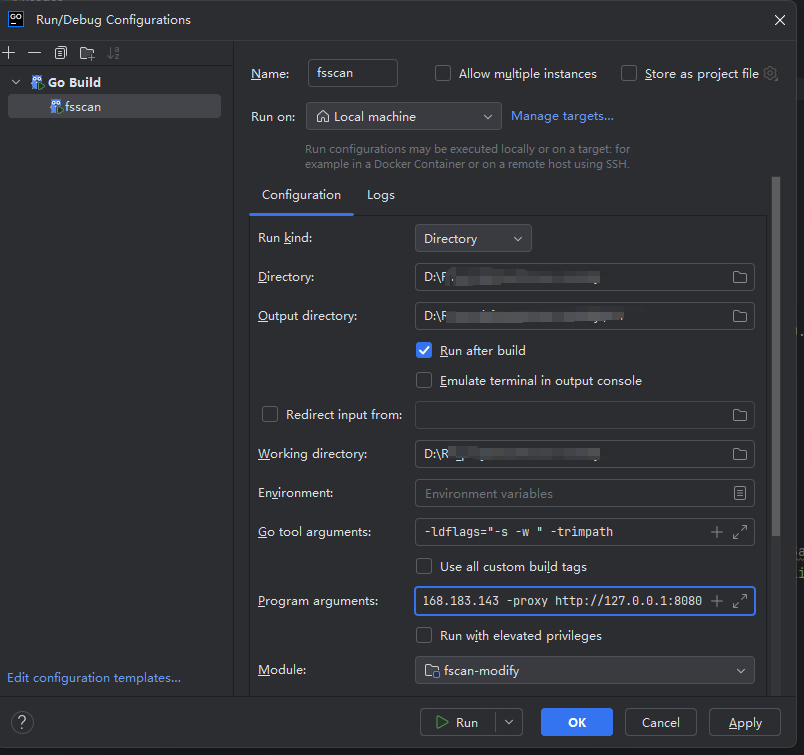 GO
Run/Debug Configurations
Go Build
fsscan
Name:
fsscan
Allow multiple instances
Store as project file
Run on:
Local machine
Manage targets...
Run configurations may be executed locally or on a target: for
example in a Docker Container or on a remote host using SSH.
Configuration Logs
Run kind:
Directory
Directory:
D:\
Output directory:
D:\
Run after build
Emulate terminal in output console
Redirect input from:
Working directory:
D:\
Environment:
Environment variables
Go tool arguments:
-ldflags="-s -w " -trimpath
Use all custom build tags
Program arguments:
168.183.143 -proxy http://127.0.0.1:8080
Run with elevated privileges
Module:
fscan-modify
Edit configuration templates...
?
Run
OK
Cancel
Apply